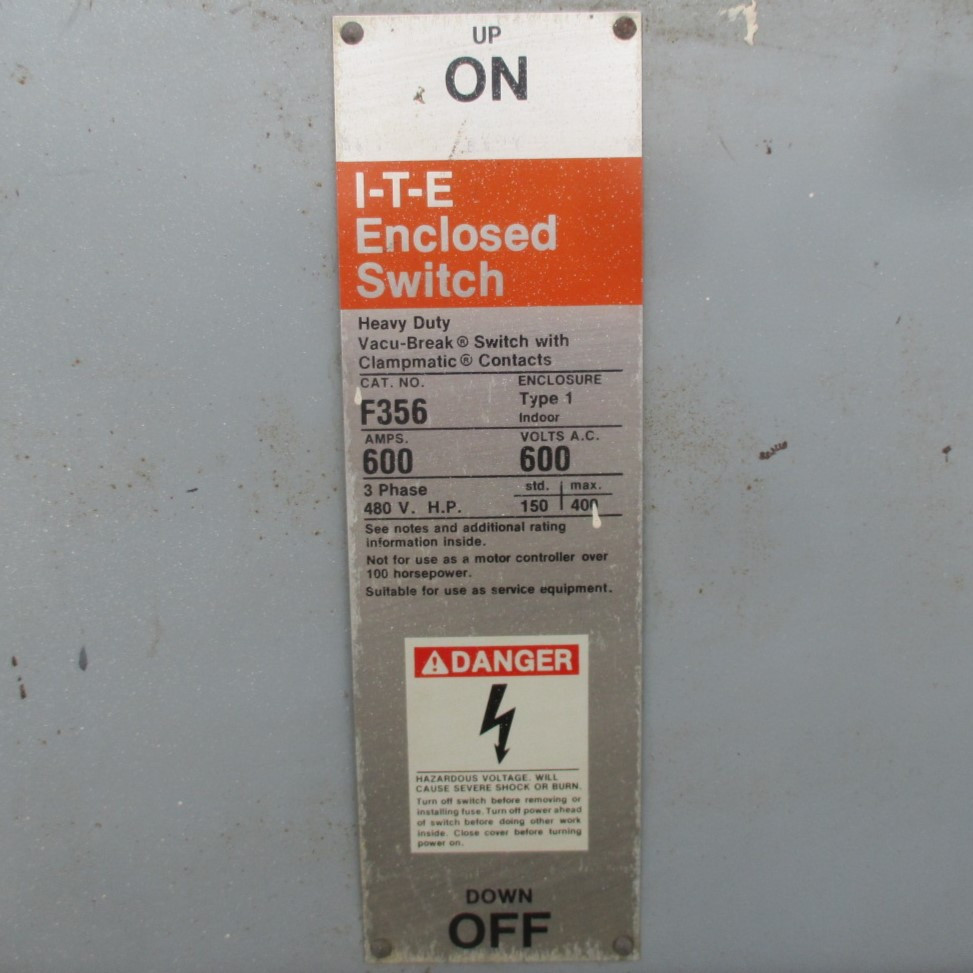 UP
ON
I-T-E
Enclosed
Switch
Heavy Duty
Vacu-Break® Switch with
Clampmatic® Contacts
CAT. NO. ENCLOSURE
F356 Type 1
Indoor
AMPS. VOLTS A.C.
600 600
3 Phase std. max.
480 V. H.P. 150 400
See notes and additional rating
information inside.
Not for use as a motor controller over
100 horsepower.
Suitable for use as service equipment.
DANGER
HAZARDOUS VOLTAGE. WILL
CAUSE SEVERE SHOCK OR BURN.
Turn off switch before removing or
installing fuse. Turn off power ahead
of switch before doing other work
inside. Close cover before turning
power on.
DOWN
OFF